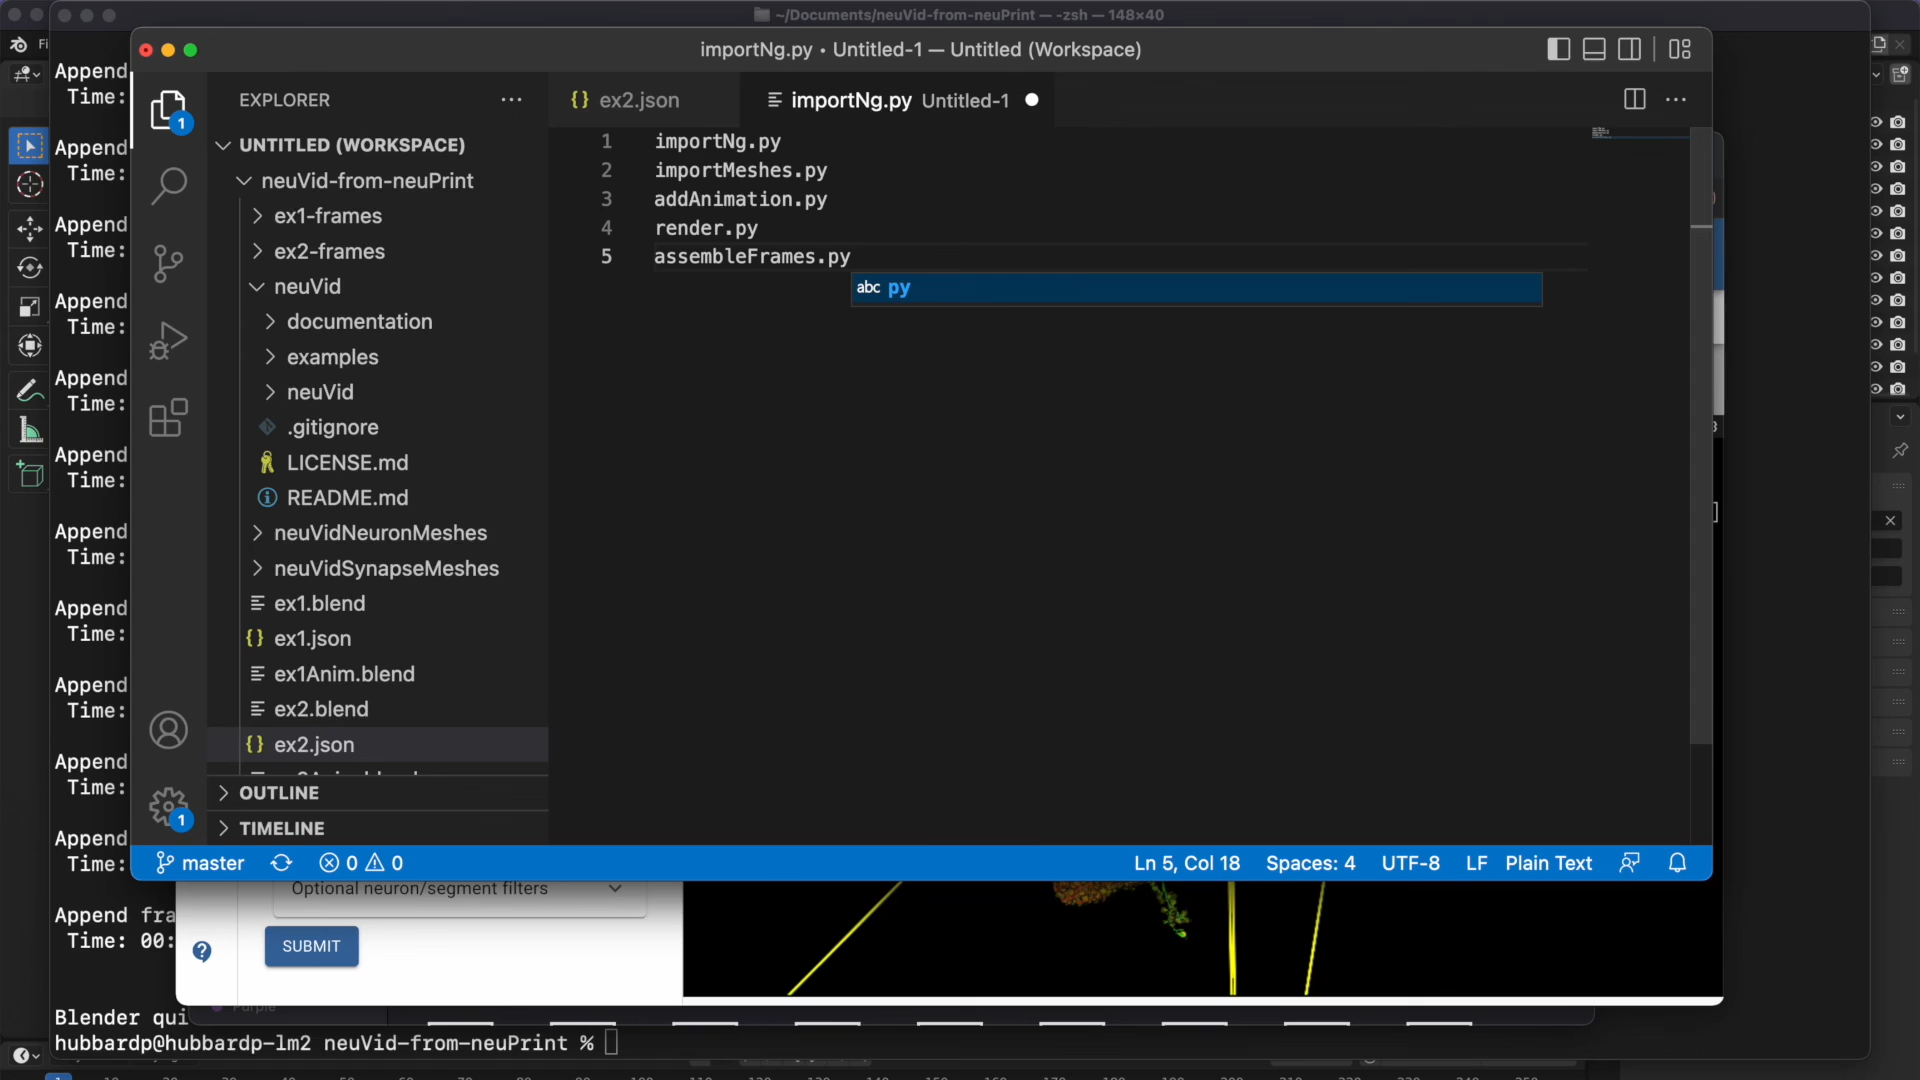 ~/Documents/neuVid-from-neuPrint — -zsh — 148×40
importNg.py • Untitled-1 — Untitled (Workspace)
Fi
EXPLORER
ex2.json
importNg.py Untitled-1
1
UNTITLED (WORKSPACE)
neuVid-from-neuPrint
ex1-frames
ex2-frames
neuVid
documentation
examples
neuVid
.gitignore
LICENSE.md
README.md
neuVidNeuronMeshes
neuVidSynapseMeshes
ex1.blend
ex1.json
ex1Anim.blend
ex2.blend
ex2.json
OUTLINE
TIMELINE
1
1 importNg.py
2 importMeshes.py
3 addAnimation.py
4 render.py
5 assembleFrames.py
abc py
master
0 0
Ln 5, Col 18
Spaces: 4
UTF-8
LF
Plain Text
Append
Time:
Append
Time:
Append
Time:
Append
Time:
Append
Time:
Append
Time:
Append
Time:
Append
Time:
Append
Time:
Append
Time:
Append
Time:
Append fra
Time: 00:
Optional neuron/segment filters
SUBMIT
Purple
Blender qui
hubbardp@hubbardp-lm2 neuVid-from-neuPrint %